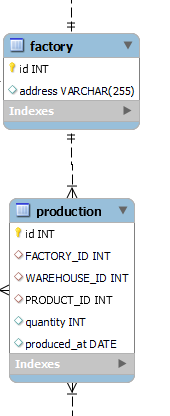 factory
id INT
address VARCHAR(255)
Indexes
production
id INT
FACTORY_ID INT
WAREHOUSE_ID INT
PRODUCT_ID INT
quantity INT
produced_at DATE
Indexes